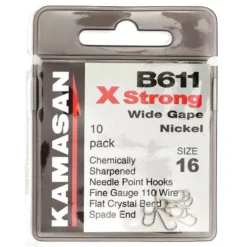 KAMASAN
B611
X Strong
Wide Gape
Nickel
10
pack
SIZE
16
Chemically
Sharpened
Needle Point Hooks
Fine Gauge 110 Wire
Flat Crystal Bend
Spade End